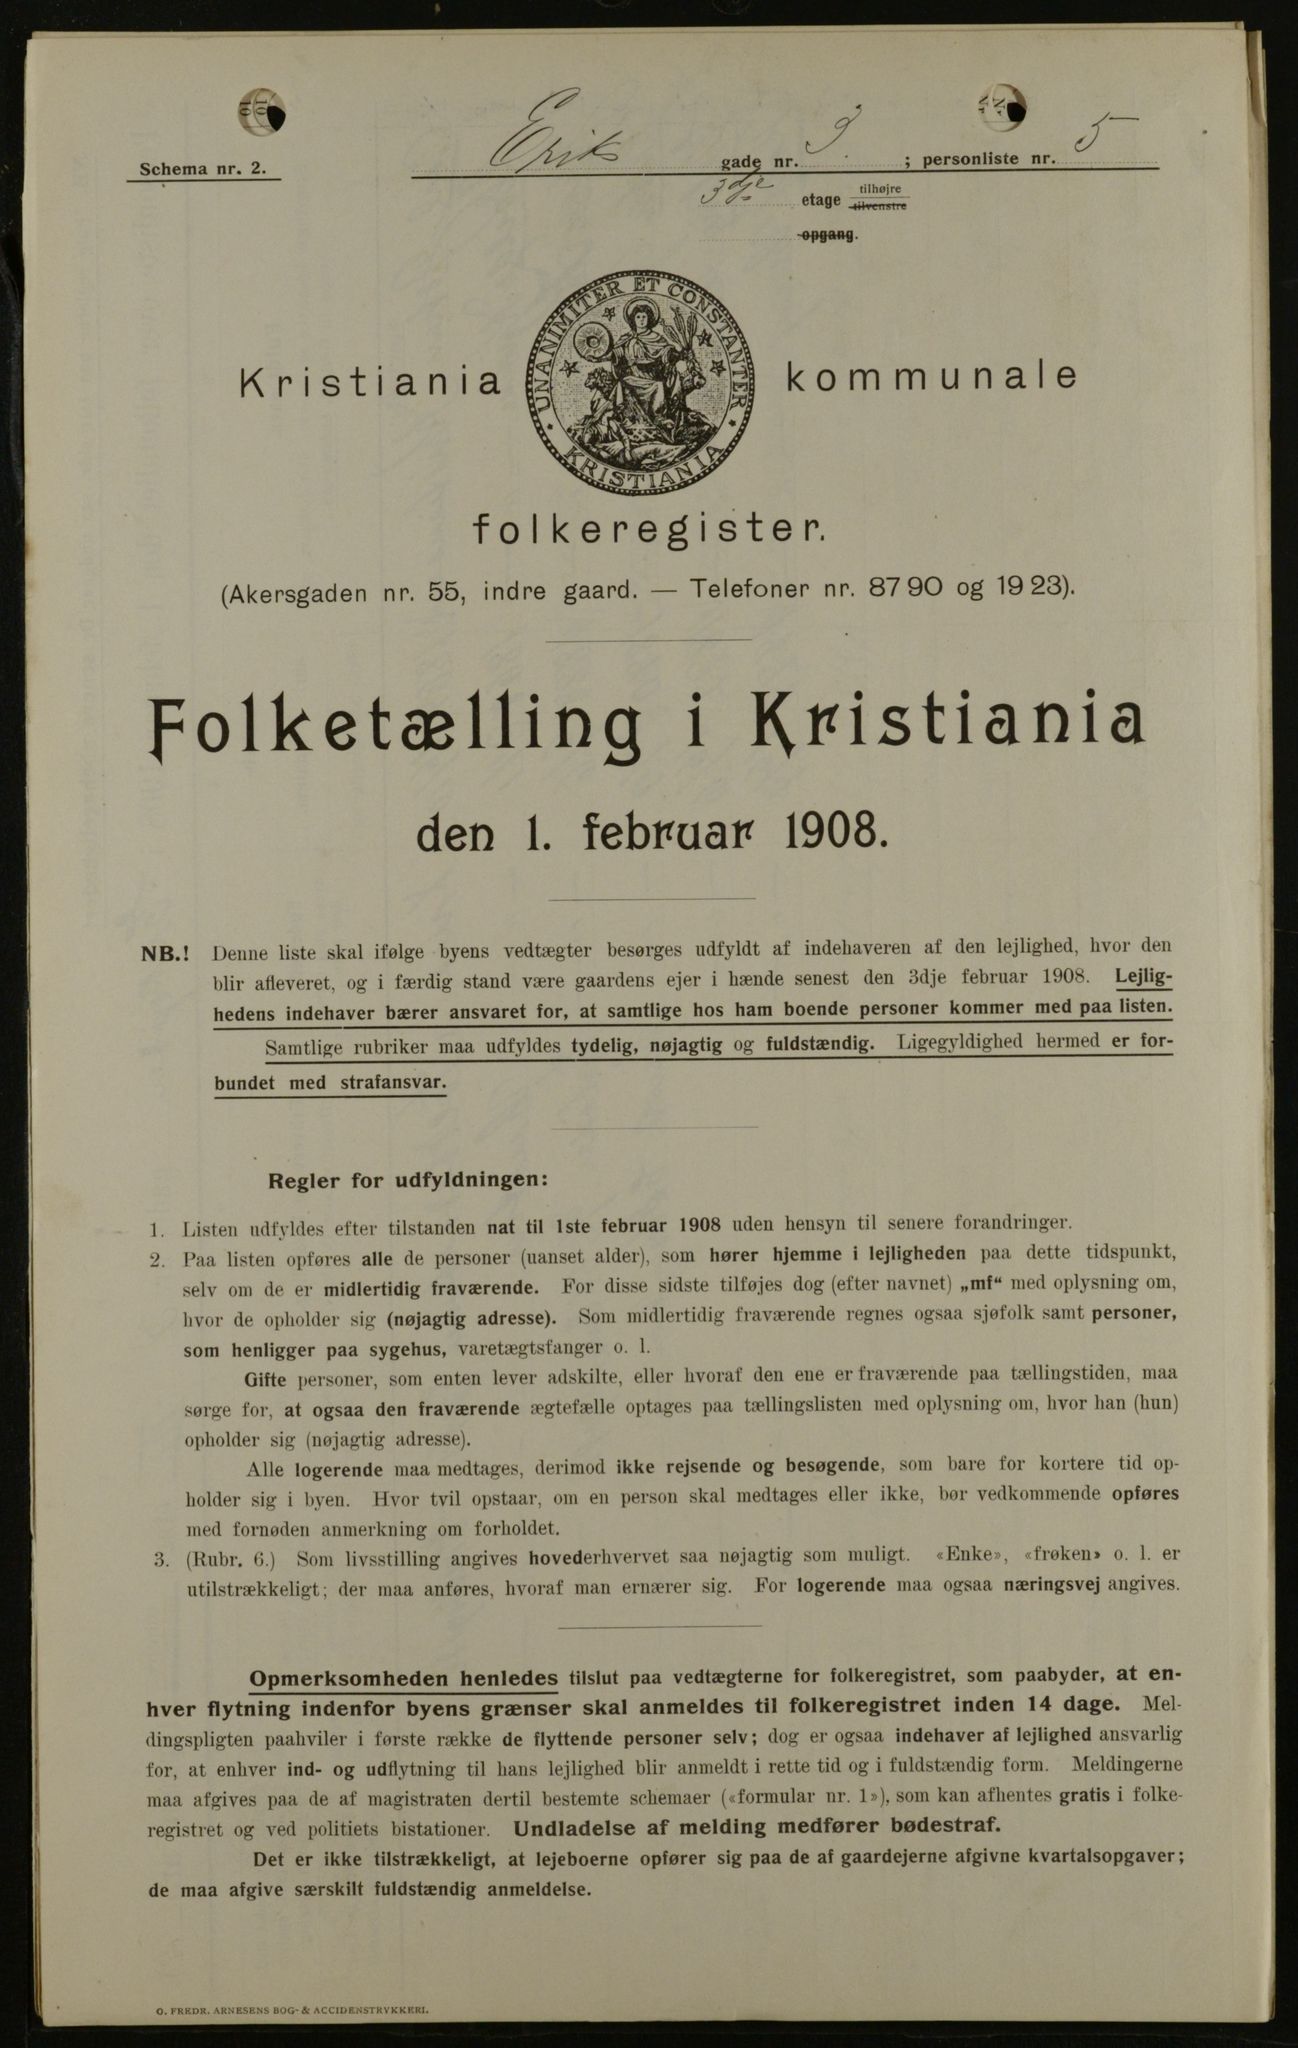 Schema nr. 2.
Eriks gade nr. 3. ; personliste nr. 5
3dje etage tilhøjre
tilvenstre
opgang.
UNANIMITER ET CONSTANTER
KRISTIANIA
Kristiania kommunale
folkeregister.
(Akersgaden nr. 55, indre gaard. — Telefoner nr. 8790 og 1923).
Folketælling i Kristiania
den 1. februar 1908.
NB.! Denne liste skal ifølge byens vedtægter besørges udfyldt af indehaveren af den lejlighed, hvor den
blir afleveret, og i færdig stand være gaardens ejer i hænde senest den 3dje februar 1908. Lejlig-
hedens indehaver bærer ansvaret for, at samtlige hos ham boende personer kommer med paa listen.
Samtlige rubriker maa udfyldes tydelig, nøjagtig og fuldstændig. Ligegyldighed hermed er for-
bundet med strafansvar.
Regler for udfyldningen:
1. Listen udfyldes efter tilstanden nat til 1ste februar 1908 uden hensyn til senere forandringer.
2. Paa listen opføres alle de personer (uanset alder), som hører hjemme i lejligheden paa dette tidspunkt,
selv om de er midlertidig fraværende. For disse sidste tilføjes dog (efter navnet) „mf“ med oplysning om,
hvor de opholder sig (nøjagtig adresse). Som midlertidig fraværende regnes ogsaa sjøfolk samt personer,
som henligger paa sygehus, varetægtsfanger o. l.
Gifte personer, som enten lever adskilte, eller hvoraf den ene er fraværende paa tællingstiden, maa
sørge for, at ogsaa den fraværende ægtefælle optages paa tællingslisten med oplysning om, hvor han (hun)
opholder sig (nøjagtig adresse).
Alle logerende maa medtages, derimod ikke rejsende og besøgende, som bare for kortere tid op-
holder sig i byen. Hvor tvil opstaar, om en person skal medtages eller ikke, bør vedkommende opføres
med fornøden anmerkning om forholdet.
3. (Rubr. 6.) Som livsstilling angives hovederhvervet saa nøjagtig som muligt. «Enke», «frøken» o. l. er
utilstrækkeligt; der maa anføres, hvoraf man ernærer sig. For logerende maa ogsaa næringsvej angives.
Opmerksomheden henledes tilslut paa vedtægterne for folkeregistret, som paabyder, at en-
hver flytning indenfor byens grænser skal anmeldes til folkeregistret inden 14 dage. Mel-
dingspligten paahviler i første række de flyttende personer selv; dog er ogsaa indehaver af lejlighed ansvarlig
for, at enhver ind- og udflytning til hans lejlighed blir anmeldt i rette tid og i fuldstændig form. Meldingerne
maa afgives paa de af magistraten dertil bestemte schemaer («formular nr. 1»), som kan afhentes gratis i folke-
registret og ved politiets bistationer. Undladelse af melding medfører bødestraf.
Det er ikke tilstrækkeligt, at lejeboerne opfører sig paa de af gaardejerne afgivne kvartalsopgaver;
de maa afgive særskilt fuldstændig anmeldelse.
O. FREDR. ARNESENS BOG- & ACCIDENSTRYKKERI.